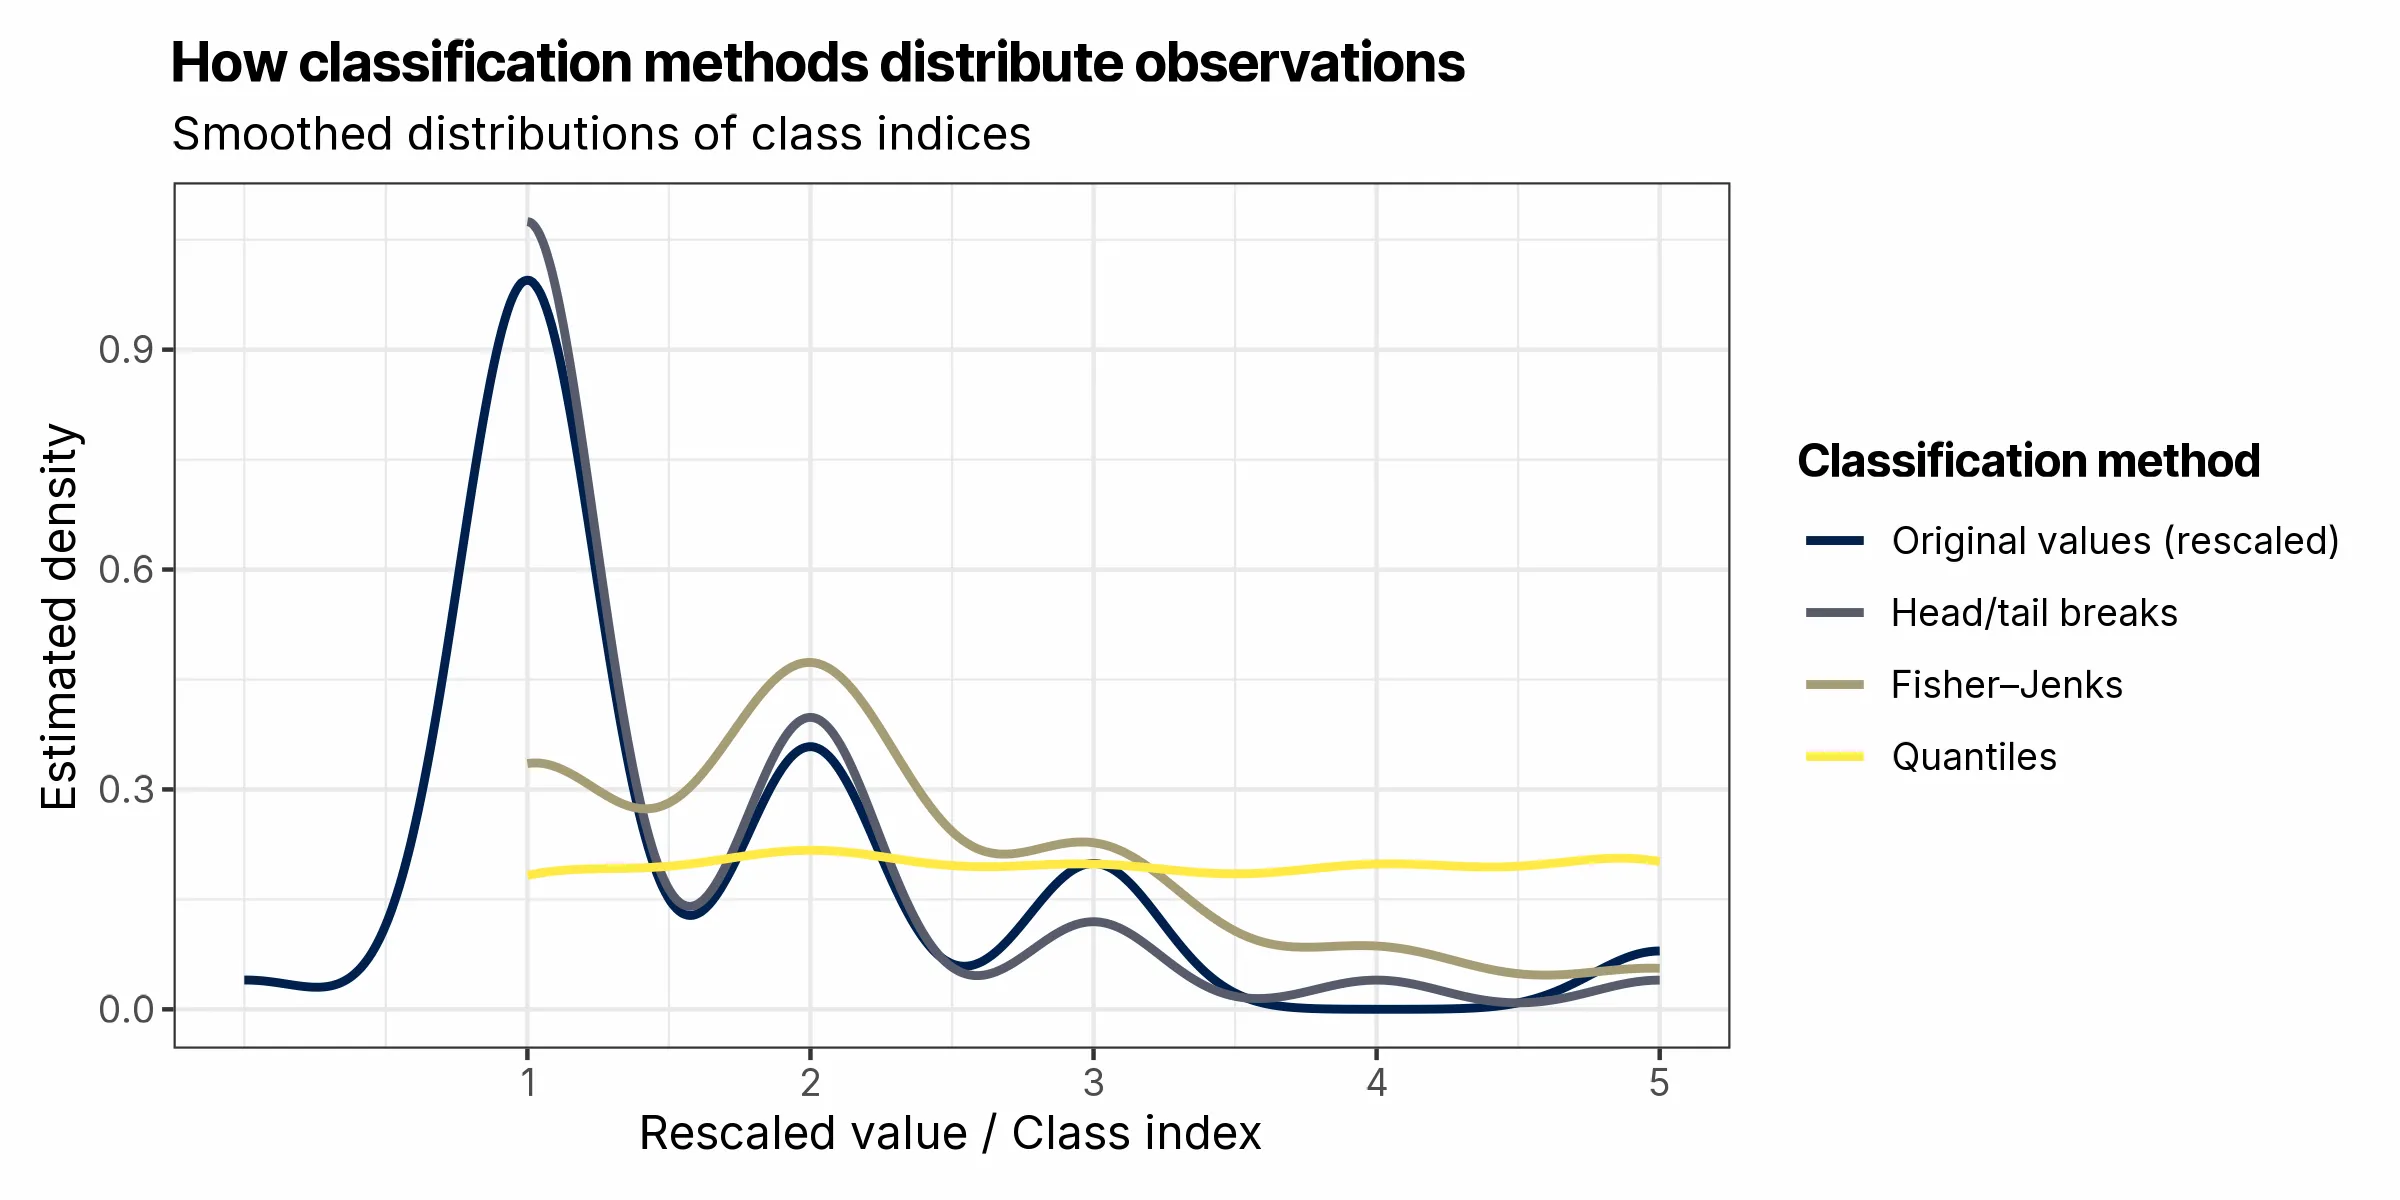 How classification methods distribute observations
Smoothed distributions of class indices
Estimated density
0.9
0.6
0.3
0.0
1 2 3 4 5
Rescaled value / Class index
Classification method
Original values (rescaled)
Head/tail breaks
Fisher–Jenks
Quantiles